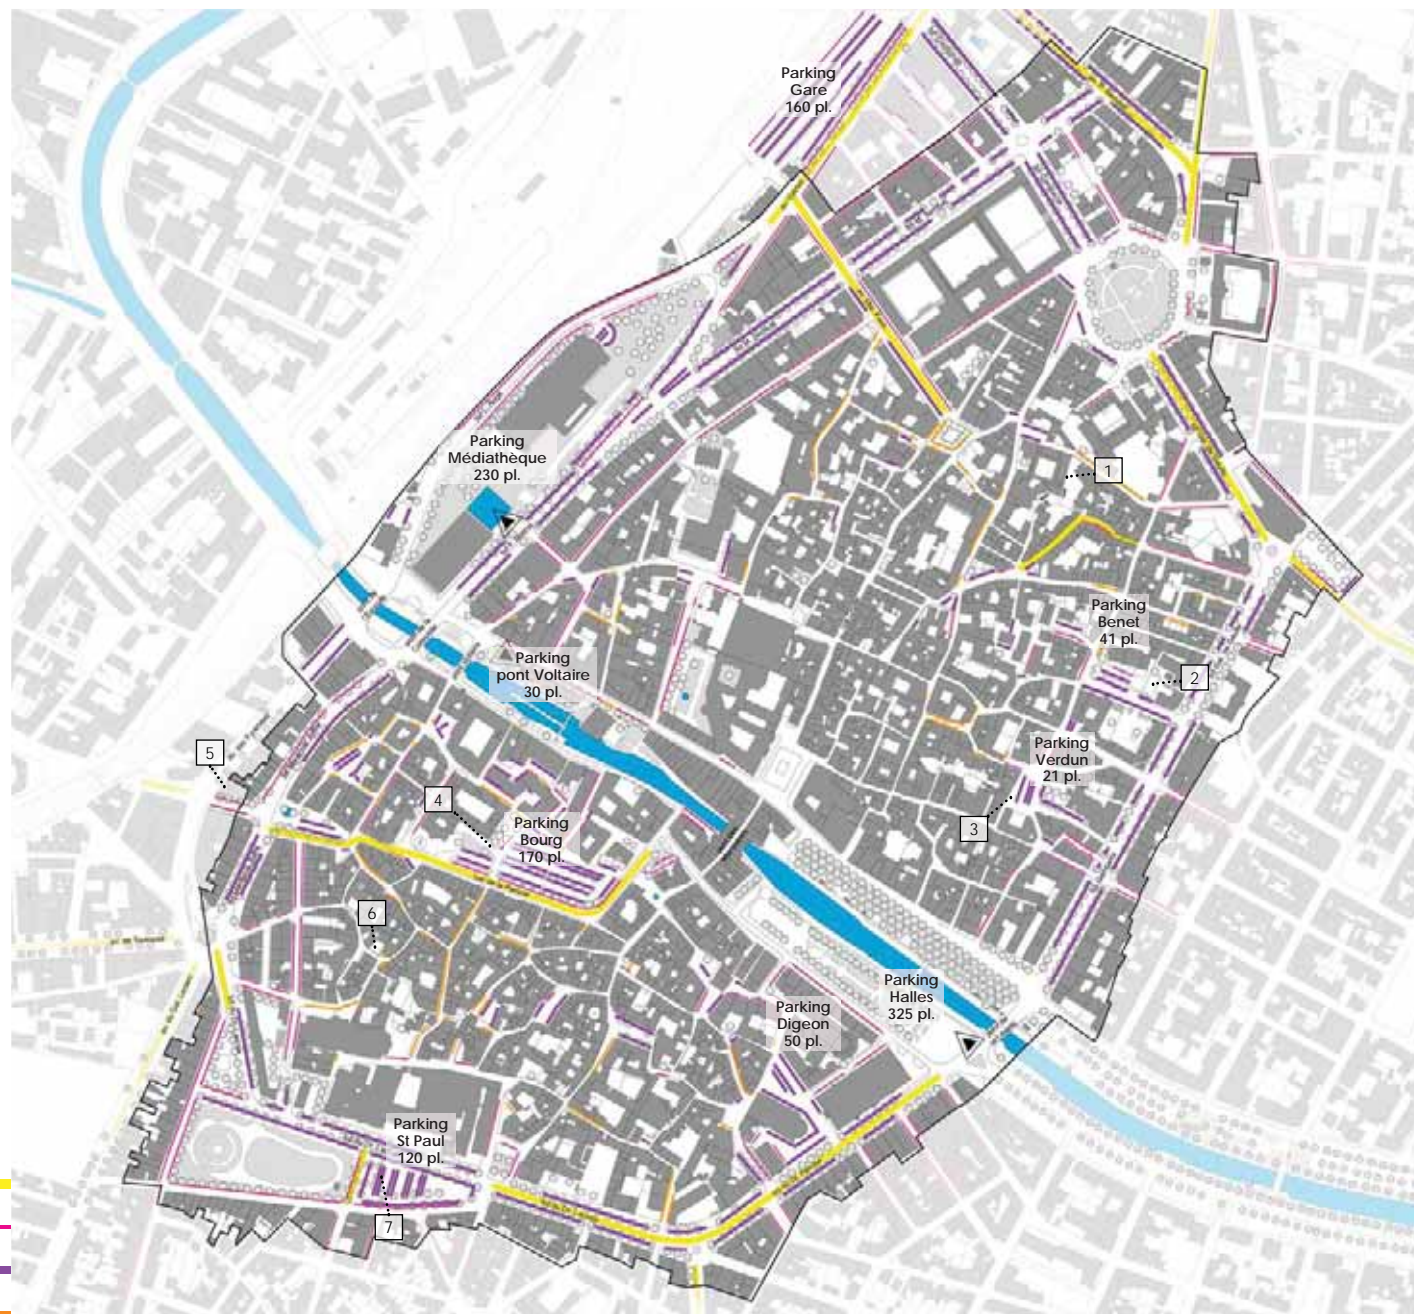 Parking
Gare
160 pl.
Parking
Médiathèque
230 pl.
1
Parking
Benet
41 pl.
2
Parking
pont Voltaire
30 pl.
5
Parking
Verdun
21 pl.
4
Parking
Bourg
170 pl.
3
6
Parking
Halles
325 pl.
Parking
Digeon
50 pl.
Parking
St Paul
120 pl.
7